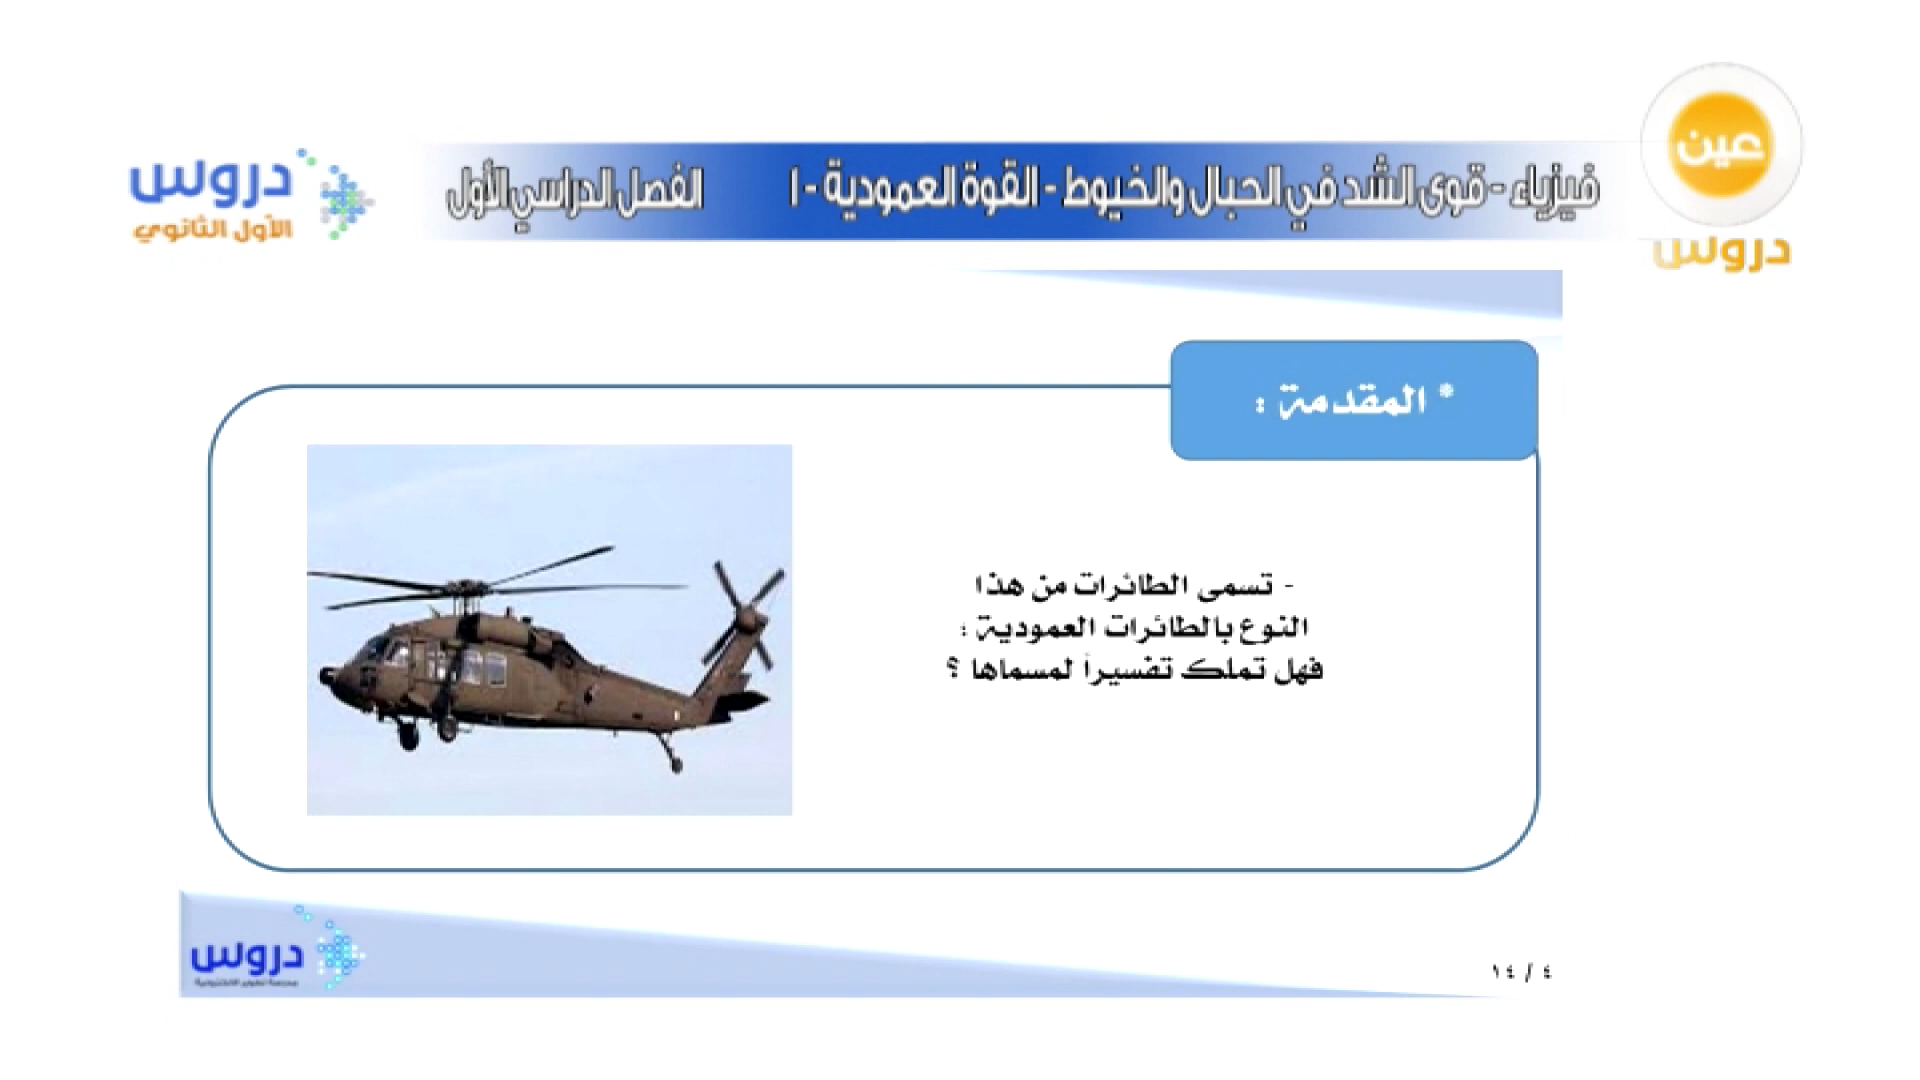 عين
دروس
فيزياء - قوى الشد في الحبال والخيوط - القوة العمودية - ١
الفصل الدراسي الأول
دروس
الأول الثانوي
* المقدمة :
- تسمى الطائرات من هذا
النوع بالطائرات العمودية ؛
فهل تملك تفسيراً لمسماها ؟
دروس
٤ / ١٤